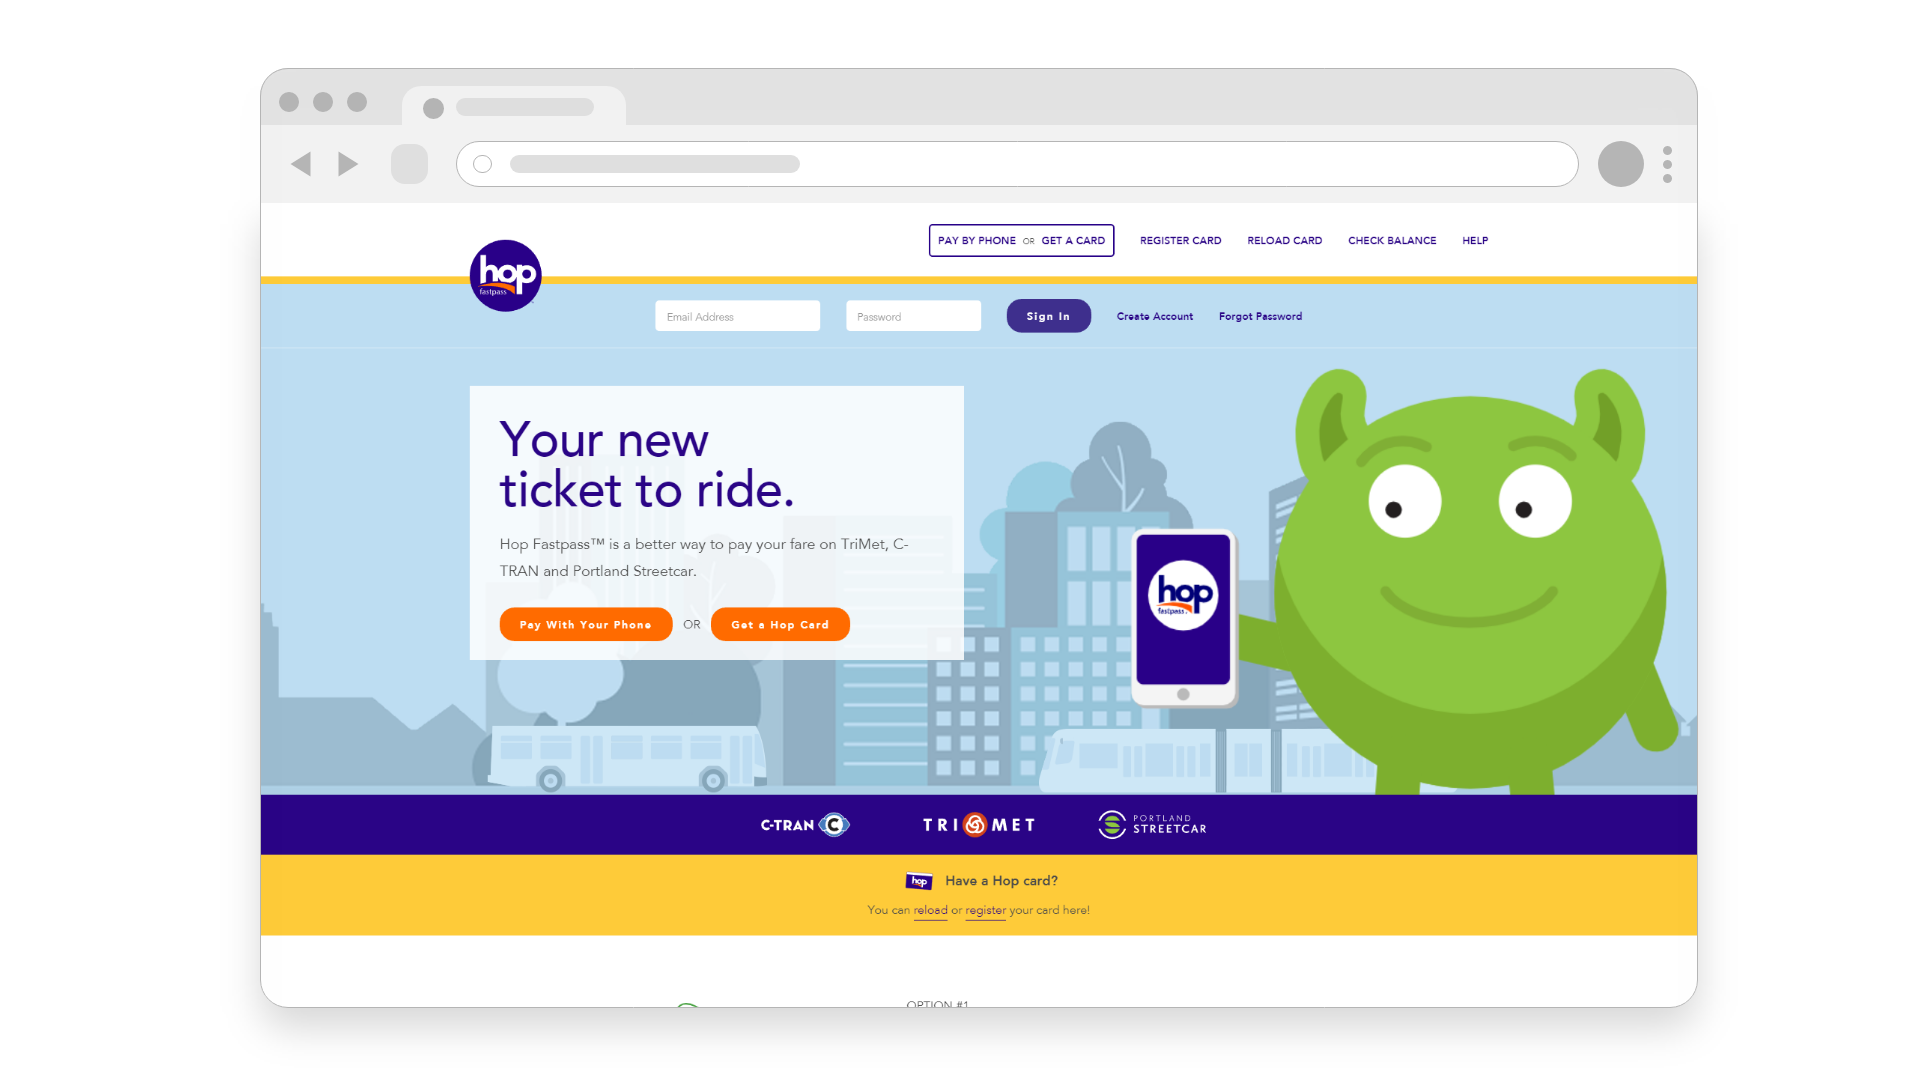 PAY BY PHONE OR GET A CARD REGISTER CARD RELOAD CARD CHECK BALANCE HELP
hop
fastpass
Email Address Password Sign In Create Account Forgot Password
Your new
ticket to ride.
Hop Fastpass™ is a better way to pay your fare on TriMet, C-
TRAN and Portland Streetcar.
Pay With Your Phone OR Get a Hop Card
hop
fastpass
C-TRAN C
TRIMET
PORTLAND
STREETCAR
hop
Have a Hop card?
You can reload or register your card here!
OPTION #1